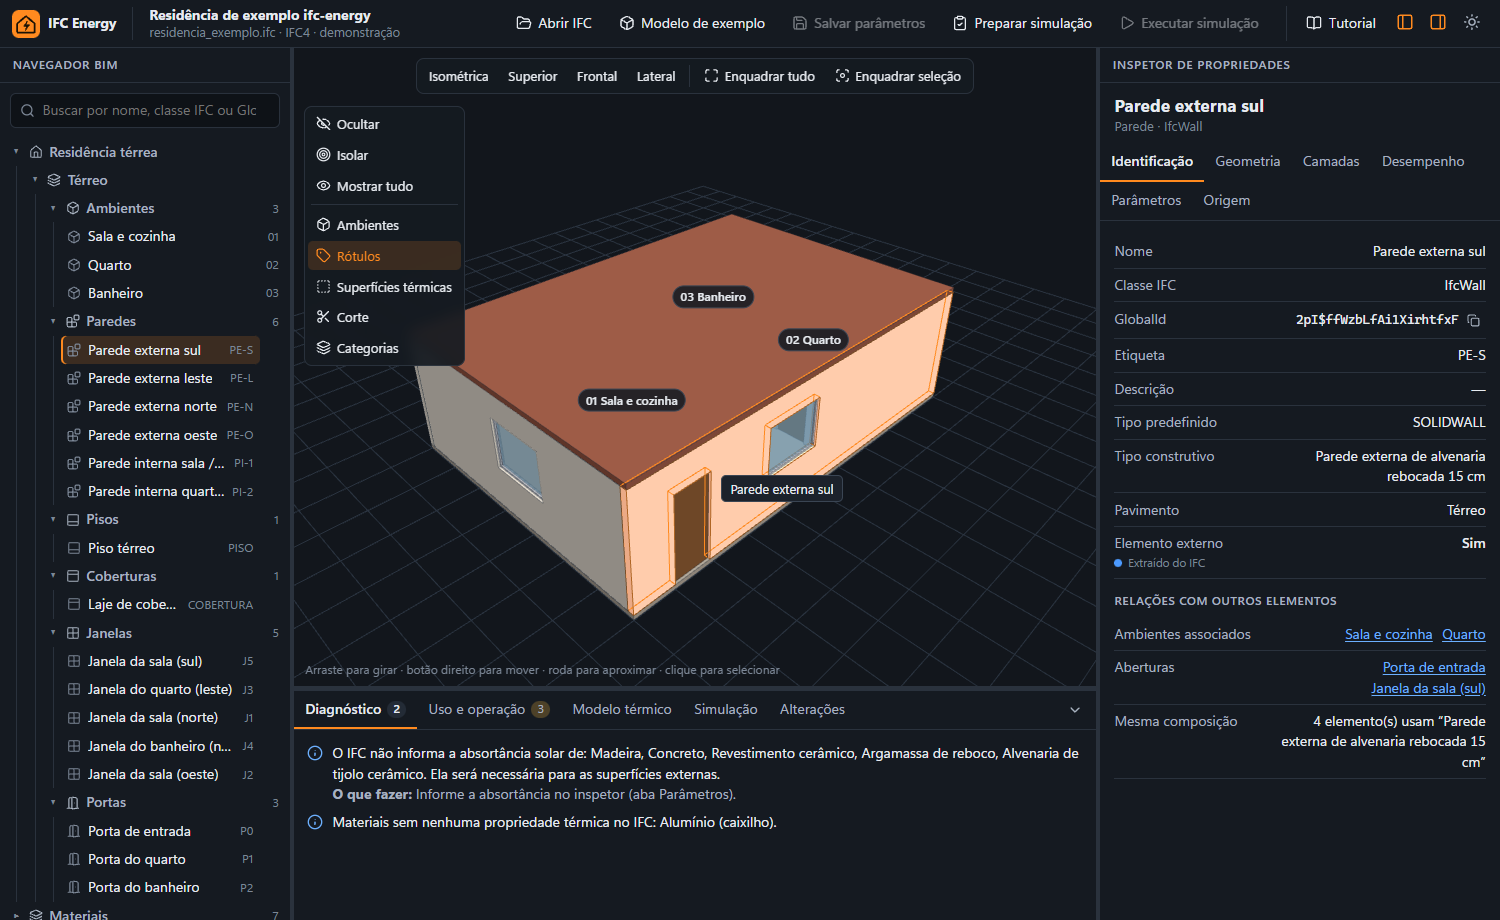 IFC Energy
Residência de exemplo ifc-energy
residencia_exemplo.ifc · IFC4 · demonstração
Abrir IFC
Modelo de exemplo
Salvar parâmetros
Preparar simulação
Executar simulação
Tutorial
NAVEGADOR BIM
Buscar por nome, classe IFC ou Glc
Residência térrea
Térreo
Ambientes 3
Sala e cozinha 01
Quarto 02
Banheiro 03
Paredes 6
Parede externa sul PE-S
Parede externa leste PE-L
Parede externa norte PE-N
Parede externa oeste PE-O
Parede interna sala /... PI-1
Parede interna quart... PI-2
Pisos 1
Piso térreo PISO
Coberturas 1
Laje de cobe... COBERTURA
Janelas 5
Janela da sala (sul) J5
Janela do quarto (leste) J3
Janela da sala (norte) J1
Janela do banheiro (n... J4
Janela da sala (oeste) J2
Portas 3
Porta de entrada P0
Porta do quarto P1
Porta do banheiro P2
Materiais 7
Isométrica
Superior
Frontal
Lateral
Enquadrar tudo
Enquadrar seleção
Ocultar
Isolar
Mostrar tudo
Ambientes
Rótulos
Superfícies térmicas
Corte
Categorias
03 Banheiro
02 Quarto
01 Sala e cozinha
Parede externa sul
Arraste para girar · botão direito para mover · roda para aproximar · clique para selecionar
Diagnóstico 2
Uso e operação 3
Modelo térmico
Simulação
Alterações
O IFC não informa a absortância solar de: Madeira, Concreto, Revestimento cerâmico, Argamassa de reboco, Alvenaria de
tijolo cerâmico. Ela será necessária para as superfícies externas.
O que fazer: Informe a absortância no inspetor (aba Parâmetros).
Materiais sem nenhuma propriedade térmica no IFC: Alumínio (caixilho).
INSPETOR DE PROPRIEDADES
Parede externa sul
Parede · IfcWall
Identificação
Geometria
Camadas
Desempenho
Parâmetros
Origem
Nome Parede externa sul
Classe IFC IfcWall
GlobalId 2pI$ffWzbLfAi1XirhtfxF
Etiqueta PE-S
Descrição —
Tipo predefinido SOLIDWALL
Tipo construtivo Parede externa de alvenaria
rebocada 15 cm
Pavimento Térreo
Elemento externo Sim
Extraído do IFC
RELAÇÕES COM OUTROS ELEMENTOS
Ambientes associados Sala e cozinha Quarto
Aberturas Porta de entrada
Janela da sala (sul)
Mesma composição 4 elemento(s) usam “Parede
externa de alvenaria rebocada 15
cm”